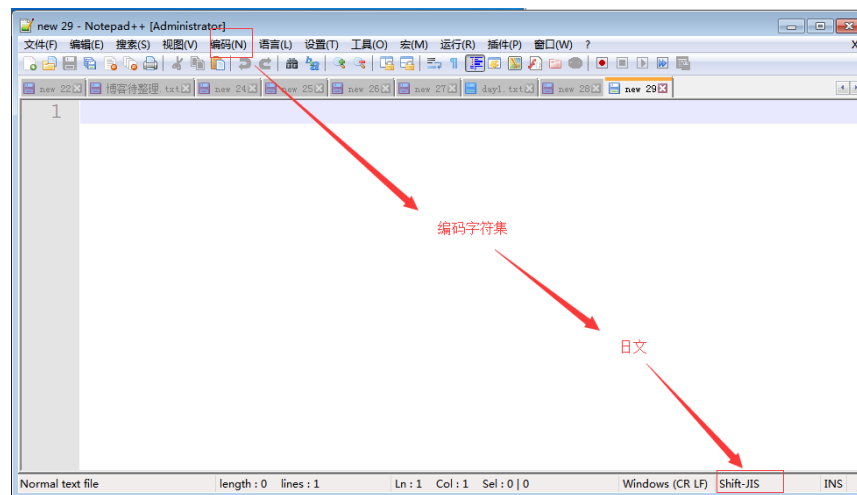 new 29 - Notepad++ [Administrator]
文件(F) 编辑(E) 搜索(S) 视图(V) 编码(N) 语言(L) 设置(T) 工具(O) 宏(M) 运行(R) 插件(P) 窗口(W) ? X
new 22 博客待整理.txt new 24 new 25 new 26 new 27 day1.txt new 28 new 29
1
编码字符集
日文
Normal text file length : 0 lines : 1 Ln : 1 Col : 1 Sel : 0 | 0 Windows (CR LF) Shift-JIS INS